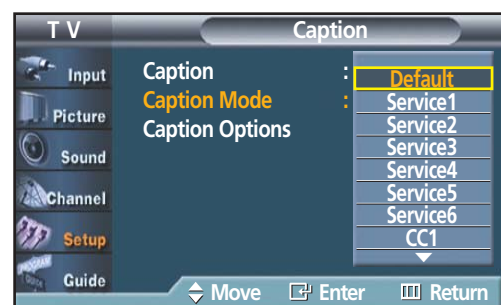 T V
Caption
Input
Picture
Sound
Channel
Setup
Guide
Caption :
Caption Mode :
Caption Options
Default
Service1
Service2
Service3
Service4
Service5
Service6
CC1
Move Enter Return